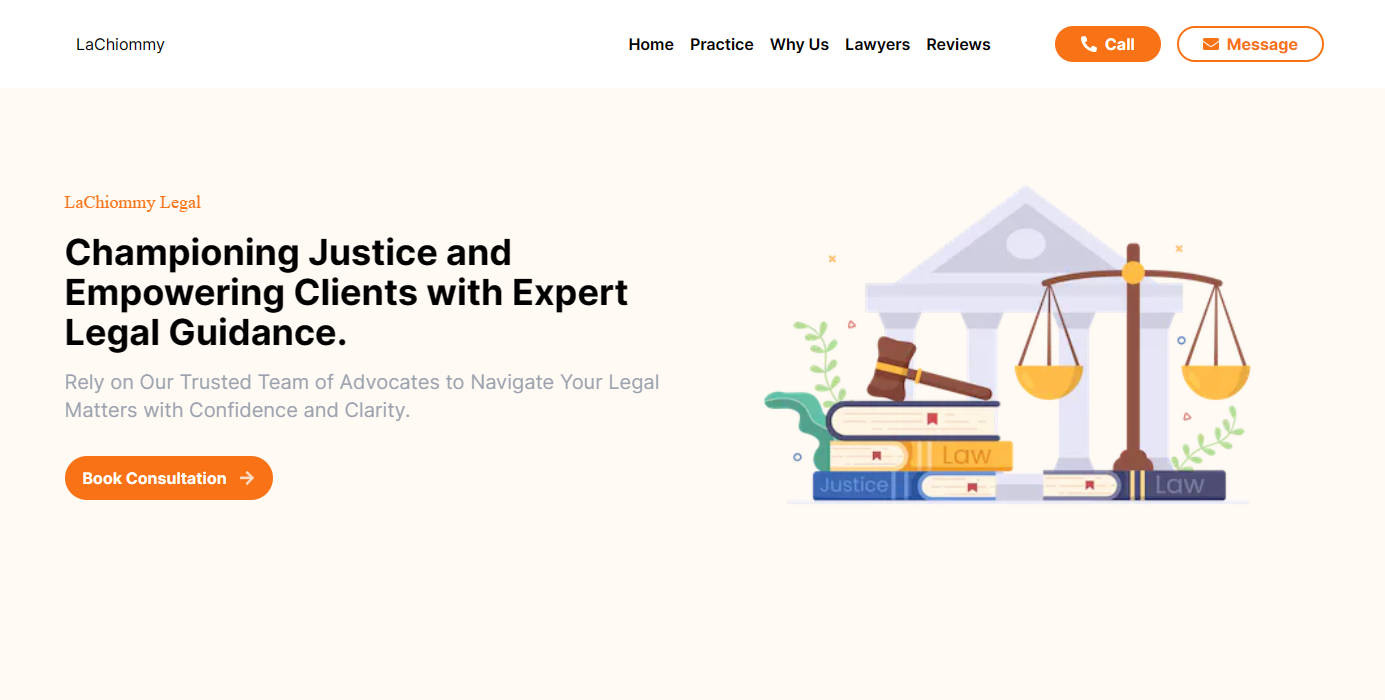 LaChiommy
Home Practice Why Us Lawyers Reviews
Call
Message
LaChiommy Legal
Championing Justice and
Empowering Clients with Expert
Legal Guidance.
Rely on Our Trusted Team of Advocates to Navigate Your Legal
Matters with Confidence and Clarity.
Book Consultation
Law
Justice
Law